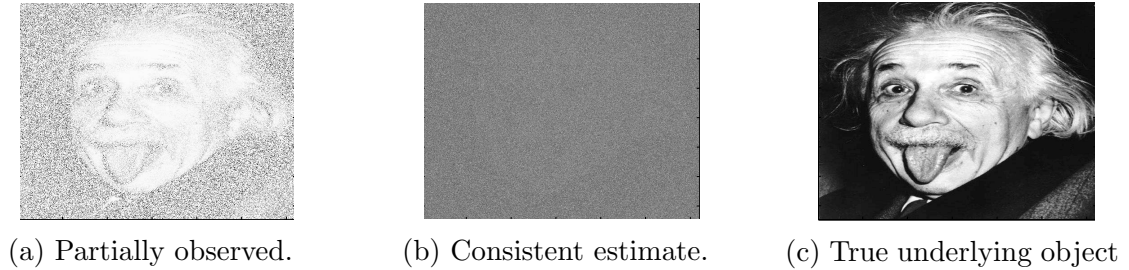 (a) Partially observed.
(b) Consistent estimate.
(c) True underlying object